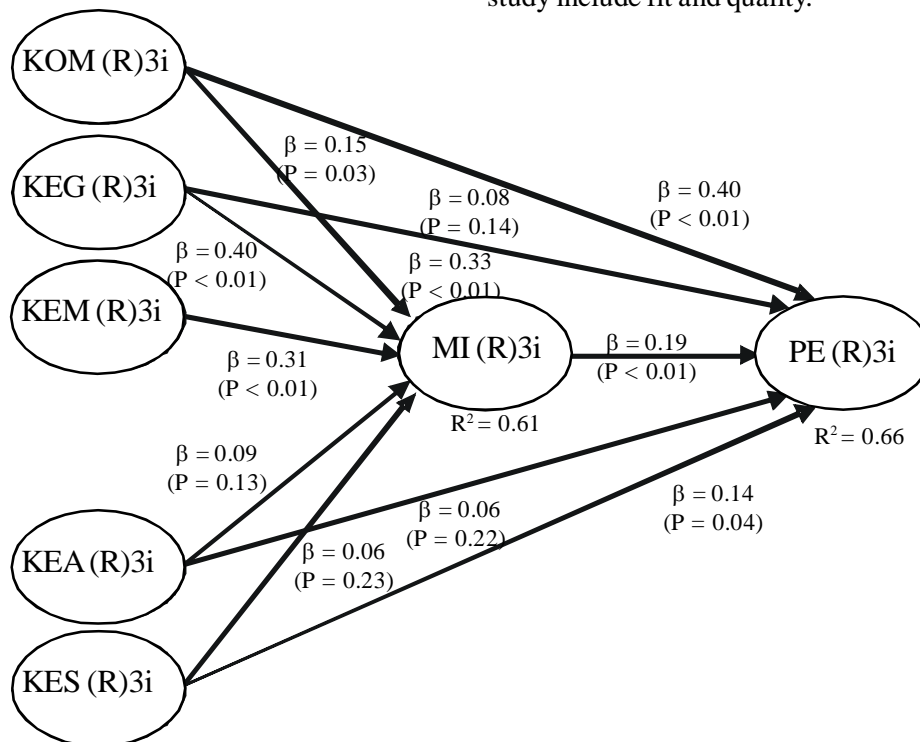 study include fit and quality.
KOM (R)3i
β = 0.15
(P = 0.03)
KEG (R)3i
β = 0.08
(P = 0.14)
β = 0.40
(P < 0.01)
β = 0.40
(P < 0.01)
β = 0.33
(P < 0.01)
KEM (R)3i
MI (R)3i
β = 0.19
(P < 0.01)
PE (R)3i
β = 0.31
(P < 0.01)
R² = 0.61
R² = 0.66
β = 0.09
(P = 0.13)
β = 0.14
(P = 0.04)
β = 0.06
(P = 0.22)
KEA (R)3i
β = 0.06
(P = 0.23)
KES (R)3i